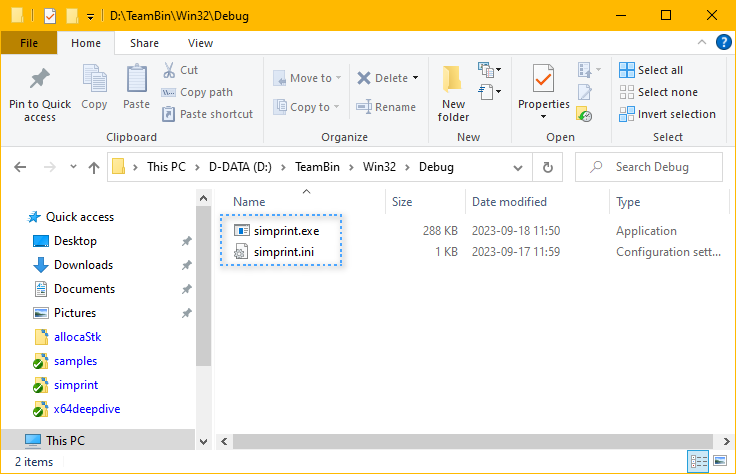 D:\TeamBin\Win32\Debug
File Home Share View
Pin to Quick access
Copy
Paste
Cut
Copy path
Paste shortcut
Clipboard
Move to
Copy to
Delete
Rename
Organize
New folder
New
Properties
Open
Select all
Select none
Invert selection
Select
This PC > D-DATA (D:) > TeamBin > Win32 > Debug
Search Debug
Quick access
Desktop
Downloads
Documents
Pictures
allocaStk
samples
simprint
x64deepdive
This PC
Name Size Date modified Type
simprint.exe 288 KB 2023-09-18 11:50 Application
simprint.ini 1 KB 2023-09-17 11:59 Configuration sett...
2 items